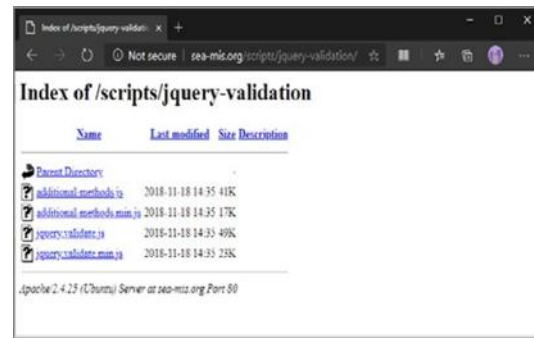 Index of /scripts/jquery-validati
Not secure | sea-mis.org/scripts/jquery-validation/
Index of /scripts/jquery-validation
Name Last modified Size Description
Parent Directory -
additional-methods.js 2018-11-18 14:35 41K
additional-methods.min.js 2018-11-18 14:35 17K
jquery.validate.js 2018-11-18 14:35 49K
jquery.validate.min.js 2018-11-18 14:35 23K
Apache/2.4.25 (Ubuntu) Server at sea-mis.org Port 80